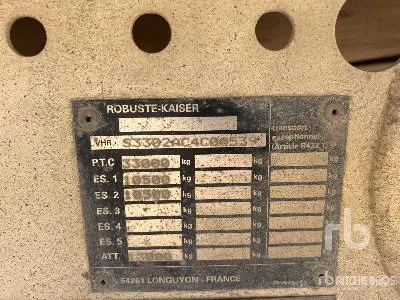 ROBUSTE-KAISER
VHR S3302AC4C00539
transport
exceptionnel
(Article R433.1)
P.T.C 33000 kg kg kg
ES. 1 10500 kg kg kg
ES. 2 10500 kg kg kg
ES. 3 kg kg kg
ES. 4 kg kg kg
ES. 5 kg kg kg
ATT. kg kg kg
54261 LONGUYON - FRANCE
rb
rb RITCHIE BROS